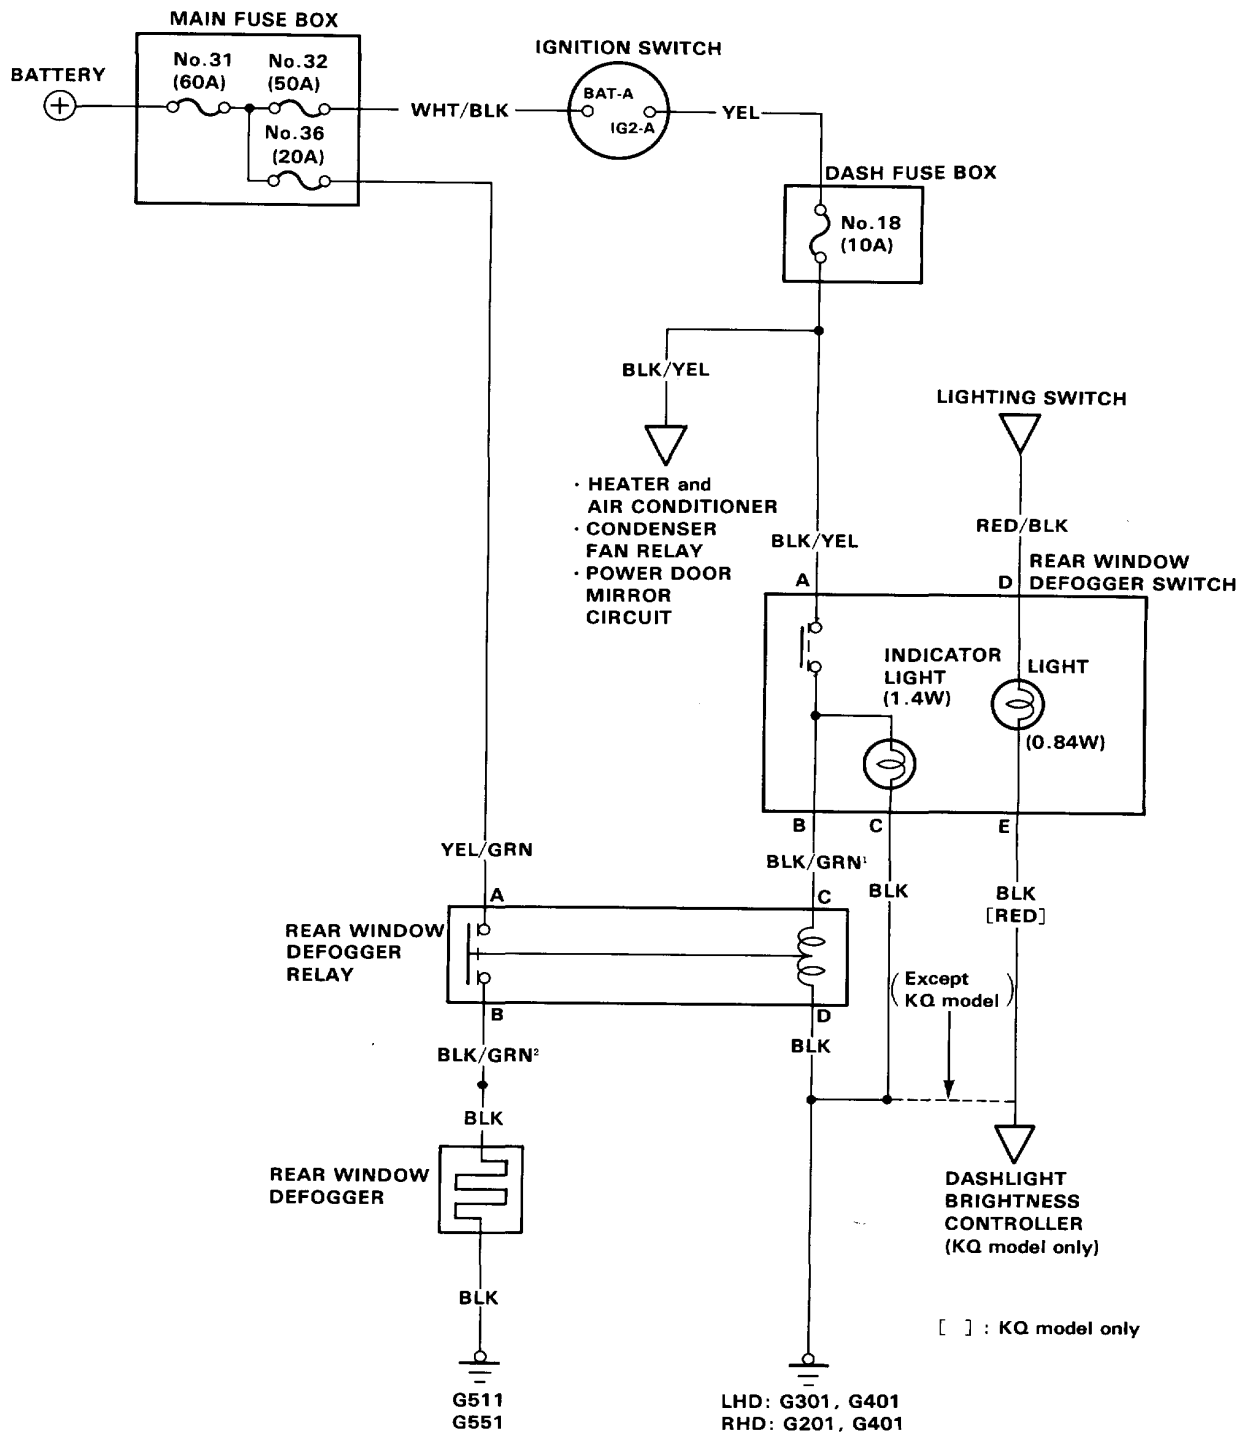 MAIN FUSE BOX
BATTERY
No.31
(60A)
No.32
(50A)
No.36
(20A)
WHT/BLK
IGNITION SWITCH
BAT-A
IG2-A
YEL
DASH FUSE BOX
No.18
(10A)
BLK/YEL
· HEATER and
AIR CONDITIONER
· CONDENSER
FAN RELAY
· POWER DOOR
MIRROR
CIRCUIT
BLK/YEL
LIGHTING SWITCH
RED/BLK
REAR WINDOW
DEFOGGER SWITCH
A
D
INDICATOR
LIGHT
(1.4W)
LIGHT
(0.84W)
B
C
E
YEL/GRN
BLK/GRN¹
BLK
BLK
[RED]
A
C
REAR WINDOW
DEFOGGER
RELAY
B
D
(Except
KQ model)
BLK/GRN²
BLK
BLK
REAR WINDOW
DEFOGGER
BLK
DASHLIGHT
BRIGHTNESS
CONTROLLER
(KQ model only)
[ ] : KQ model only
G511
G551
LHD: G301, G401
RHD: G201, G401